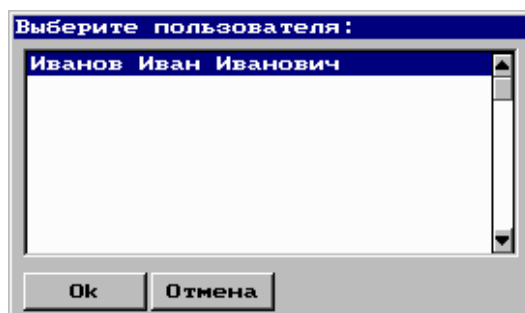 Выберите пользователя:
Иванов Иван Иванович
Ok Отмена